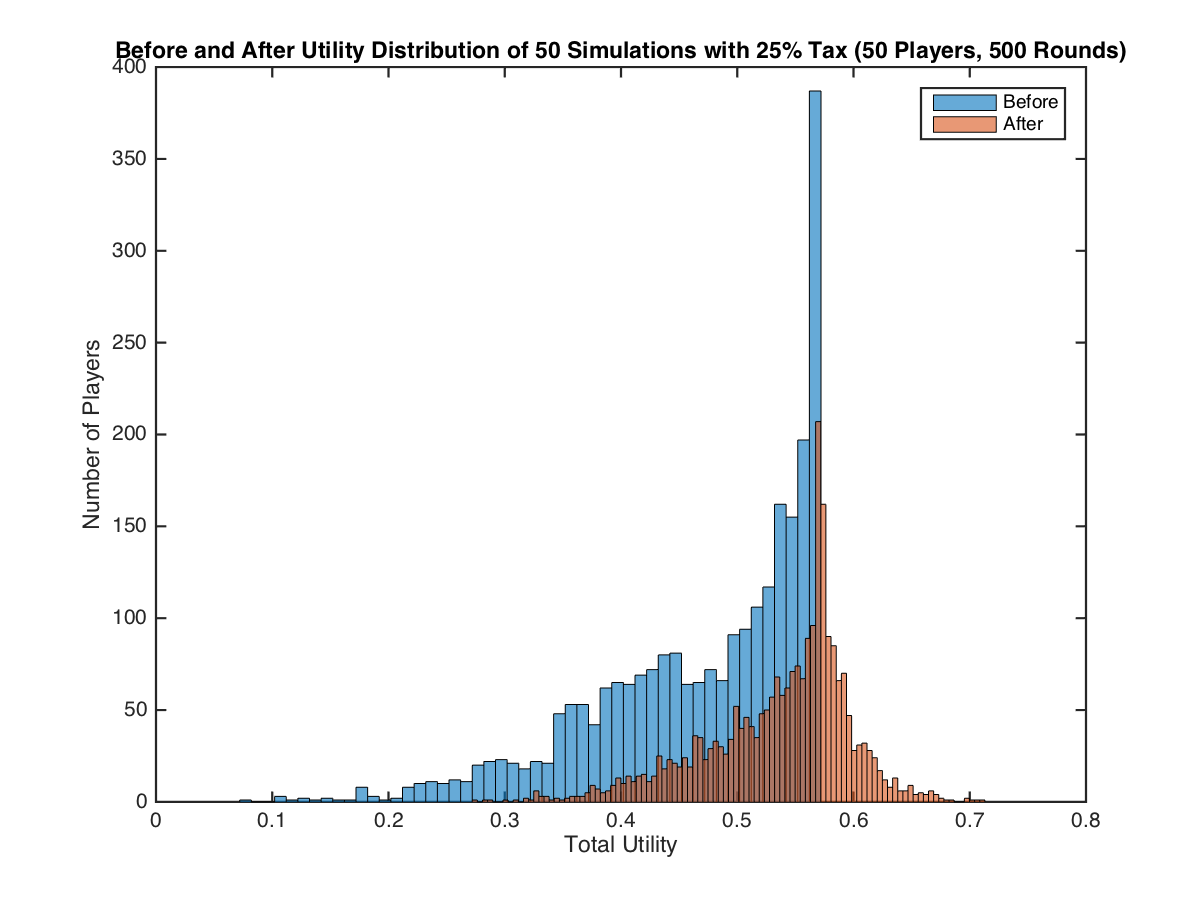 Before and After Utility Distribution of 50 Simulations with 25% Tax (50 Players, 500 Rounds)
400
350
300
250
200
150
100
50
0
Number of Players
Before
After
0 0.1 0.2 0.3 0.4 0.5 0.6 0.7 0.8
Total Utility